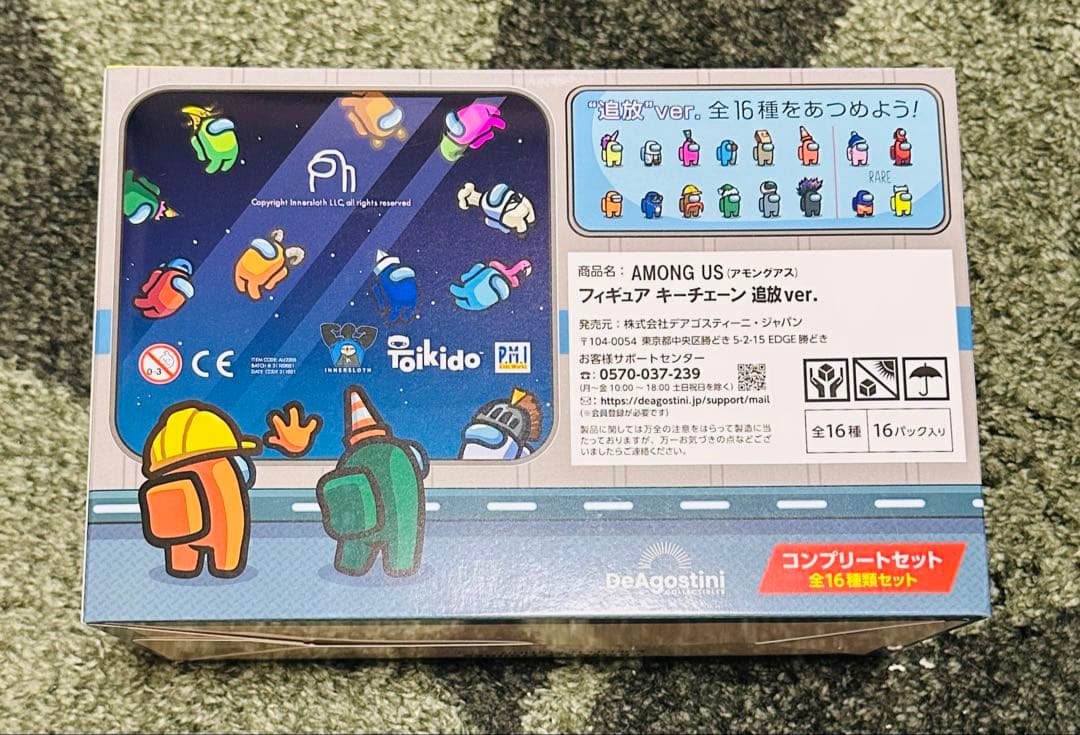 Copyright Innersloth LLC, all rights reserved
0-3
CE
INNERSLOTH
Toikido
P.M.I
"追放"ver. 全16種をあつめよう!
RARE
商品名: AMONG US (アモングアス)
フィギュア キーチェーン 追放ver.
発売元: 株式会社デアゴスティーニ・ジャパン
〒104-0054 東京都中央区勝どき 5-2-15 EDGE勝どき
お客様サポートセンター
☎: 0570-037-239
(月~金 10:00 ~ 18:00 土日祝日を除く)
✉: https://deagostini.jp/support/mail
(※会員登録が必要です)
製品に関しては万全の注意をはらって製造に当
たっておりますが、万一お気づきの点などござ
いましたらご連絡ください。
全16種
16パック入り
DeAgostini
COLLECTIBLES
コンプリートセット
全16種類セット